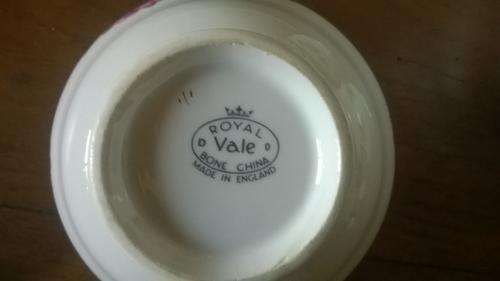 ROYAL
D Vale D
BONE CHINA
MADE IN ENGLAND